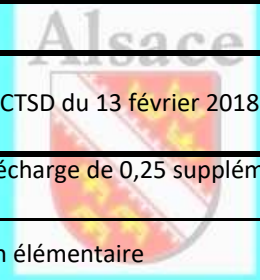 Alsace
CTSD du 13 février 2018
écharge de 0,25 supplém
n élémentaire